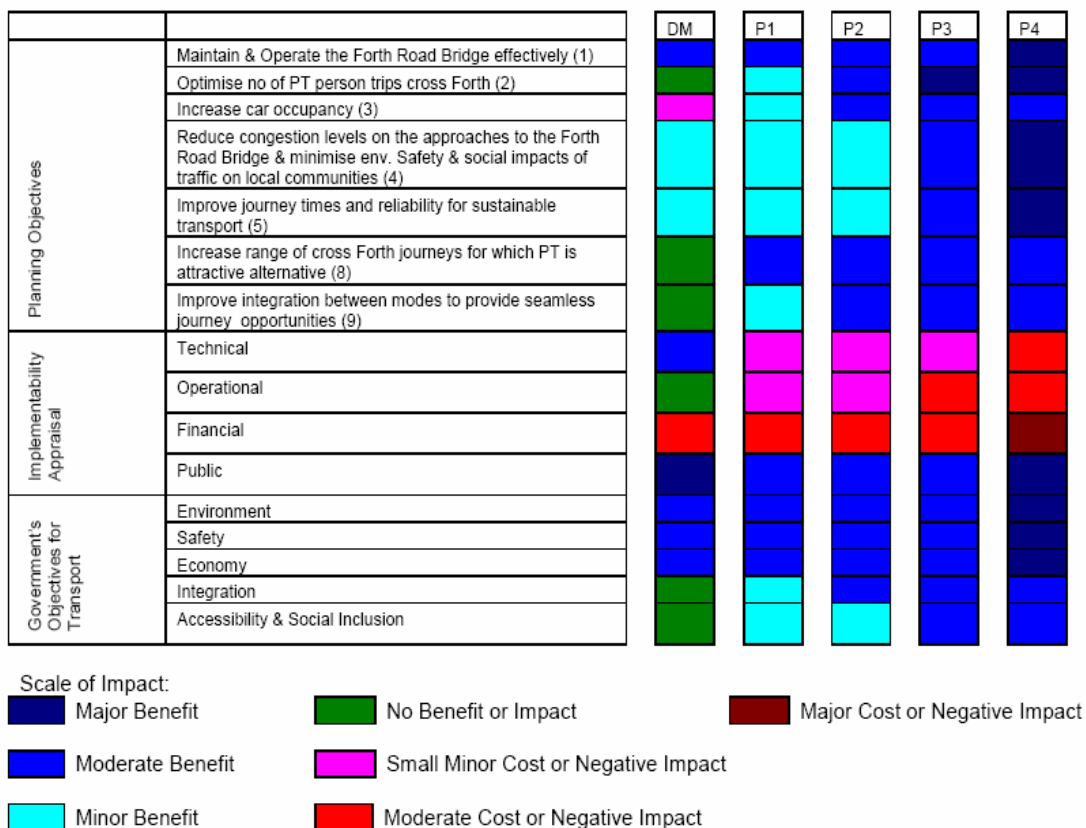 DM P1 P2 P3 P4
Planning Objectives
Maintain & Operate the Forth Road Bridge effectively (1)
Optimise no of PT person trips cross Forth (2)
Increase car occupancy (3)
Reduce congestion levels on the approaches to the Forth
Road Bridge & minimise env. Safety & social impacts of
traffic on local communities (4)
Improve journey times and reliability for sustainable
transport (5)
Increase range of cross Forth journeys for which PT is
attractive alternative (8)
Improve integration between modes to provide seamless
journey opportunities (9)
Implementability
Appraisal
Technical
Operational
Financial
Public
Government's
Objectives for
Transport
Environment
Safety
Economy
Integration
Accessibility & Social Inclusion
Scale of Impact:
Major Benefit No Benefit or Impact Major Cost or Negative Impact
Moderate Benefit Small Minor Cost or Negative Impact
Minor Benefit Moderate Cost or Negative Impact